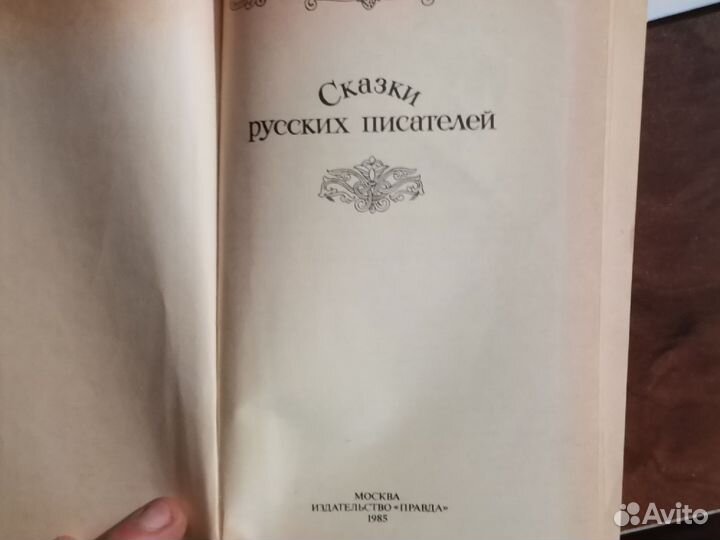 Сказки
русских писателей
МОСКВА
ИЗДАТЕЛЬСТВО «ПРАВДА»
1985
Avito